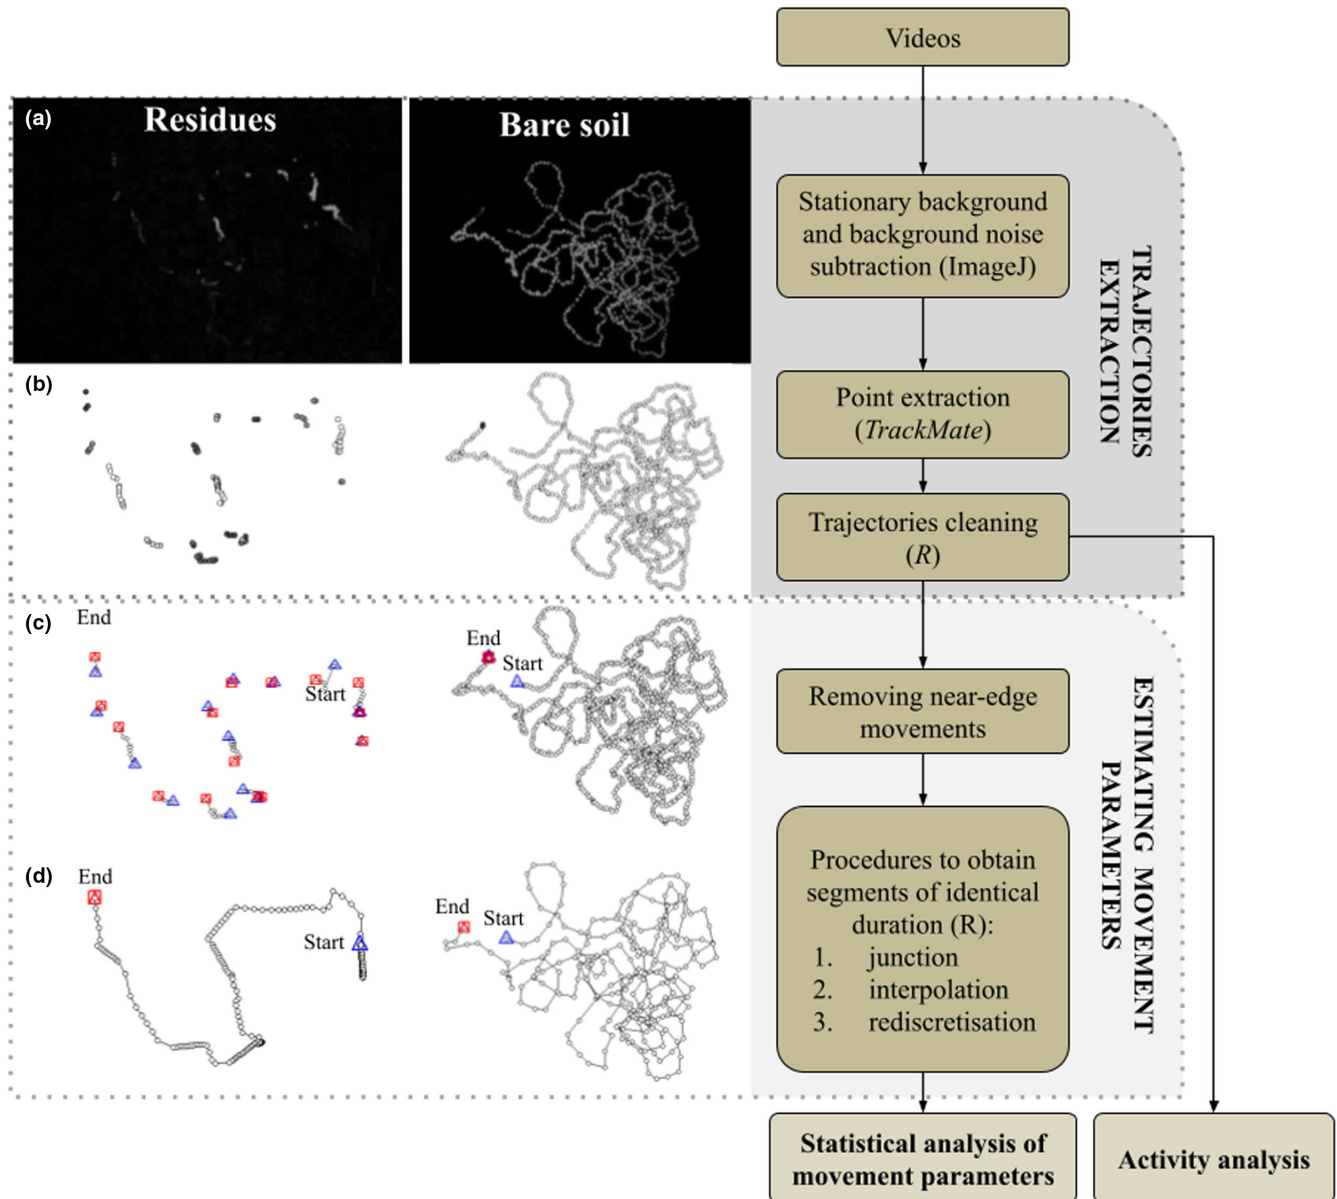 Videos
(a)
Residues
Bare soil
Stationary background
and background noise
subtraction (ImageJ)
TRAJECTORIES
EXTRACTION
(b)
Point extraction
(TrackMate)
Trajectories cleaning
(R)
(c)
End
Start
End
Start
Removing near-edge
movements
ESTIMATING MOVEMENT
PARAMETERS
(d)
End
Start
End
Start
Procedures to obtain
segments of identical
duration (R):
1. junction
2. interpolation
3. rediscretisation
Statistical analysis of
movement parameters
Activity analysis